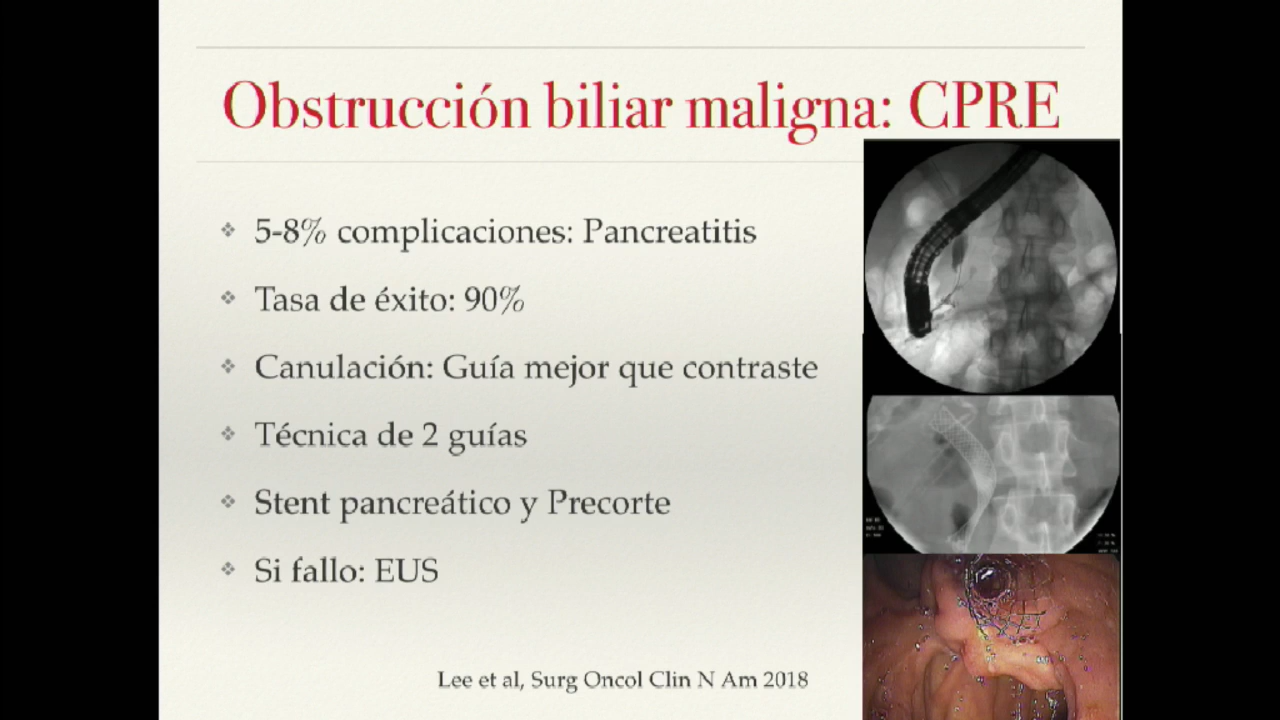 Obstrucción biliar maligna: CPRE
❖ 5-8% complicaciones: Pancreatitis
❖ Tasa de éxito: 90%
❖ Canulación: Guía mejor que contraste
❖ Técnica de 2 guías
❖ Stent pancreático y Precorte
❖ Si fallo: EUS
Lee et al, Surg Oncol Clin N Am 2018